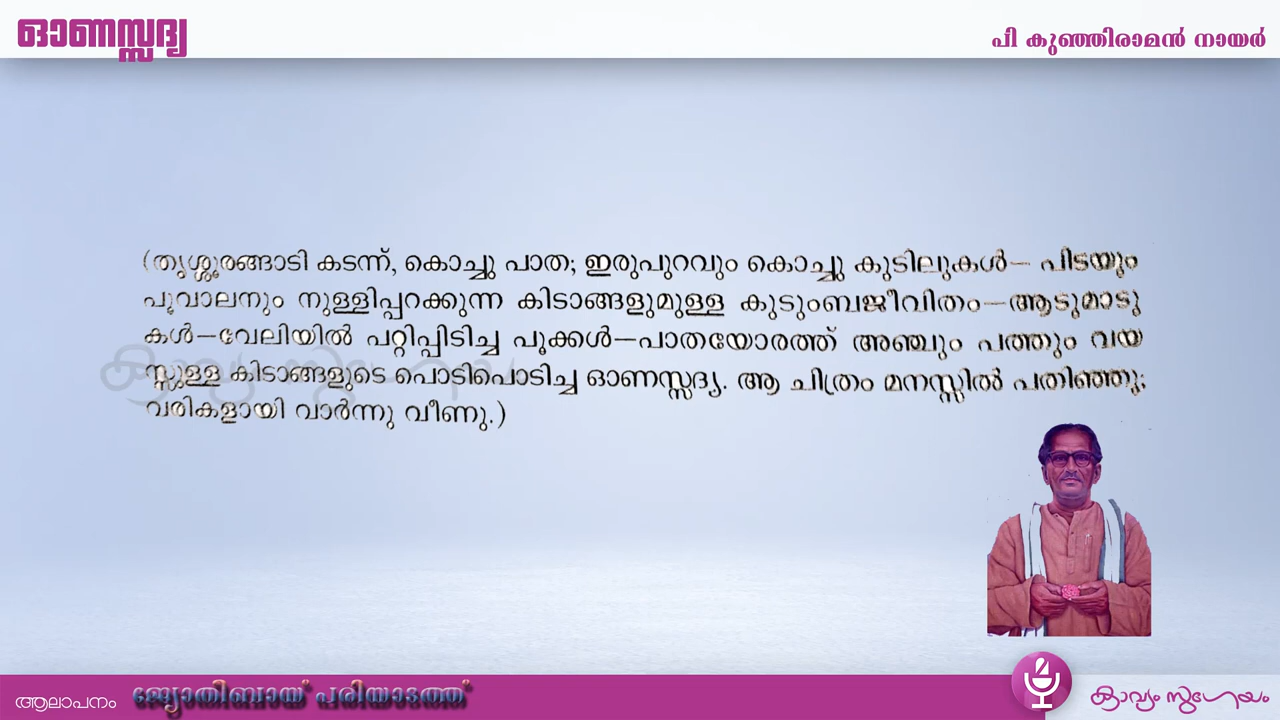 ഓണസ്സദ്യ
പി കുഞ്ഞിരാമൻ നായർ
(തൃശ്ശൂരങ്ങാടി കടന്ന്, കൊച്ചു പാത; ഇരുപുറവും കൊച്ചു കുടിലുകൾ— പിടയും
പൂവാലനും നുള്ളിപ്പറക്കുന്ന കിടാങ്ങളുമുള്ള കുടുംബജീവിതം—ആടുമാടു
കൾ—വേലിയിൽ പറ്റിപ്പിടിച്ച പൂക്കൾ—പാതയോരത്ത് അഞ്ചും പത്തും വയ
സ്സുള്ള കിടാങ്ങളുടെ പൊടിപൊടിച്ച ഓണസ്സദ്യ. ആ ചിത്രം മനസ്സിൽ പതിഞ്ഞു;
വരികളായി വാർന്നു വീണു.)
കാവ്യം സുഗേയം
ആലാപനം ജ്യോതിബായ് പരിയാടത്ത്
കാവ്യം സുഗേയം